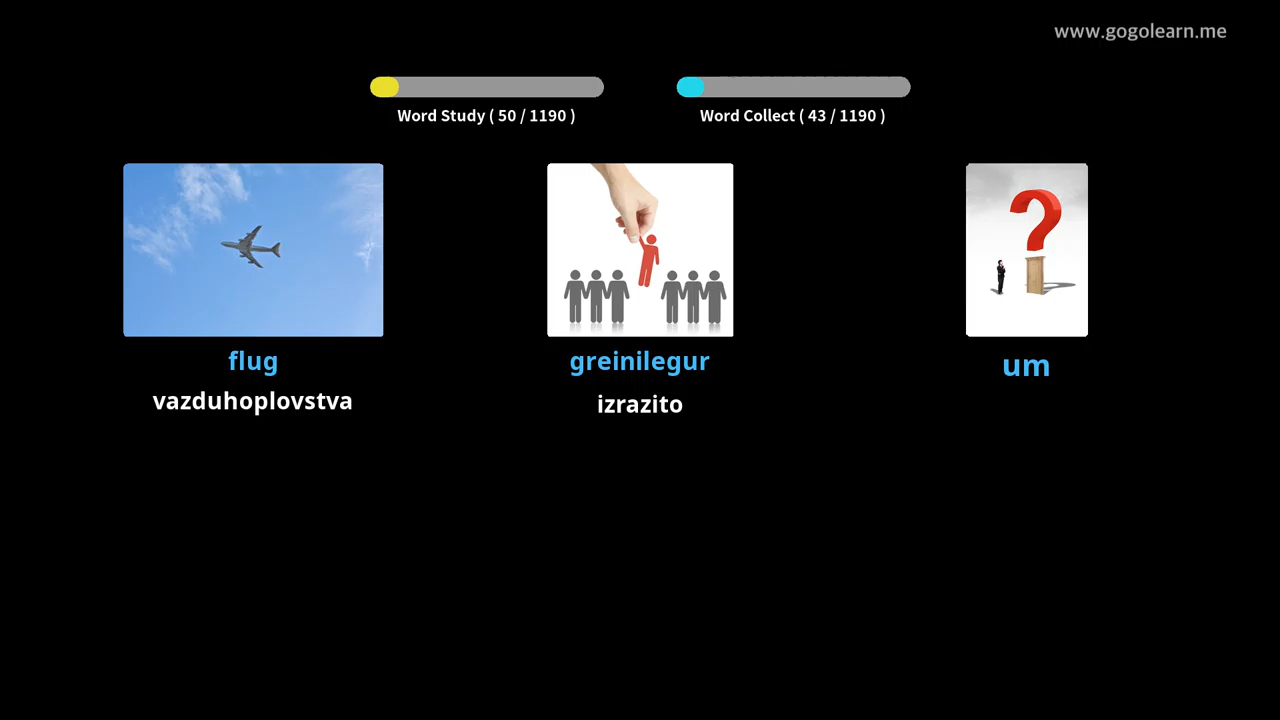 www.gogolearn.me
Word Study ( 50 / 1190 )
Word Collect ( 43 / 1190 )
flug
greinilegur
um
vazduhoplovstva
izrazito